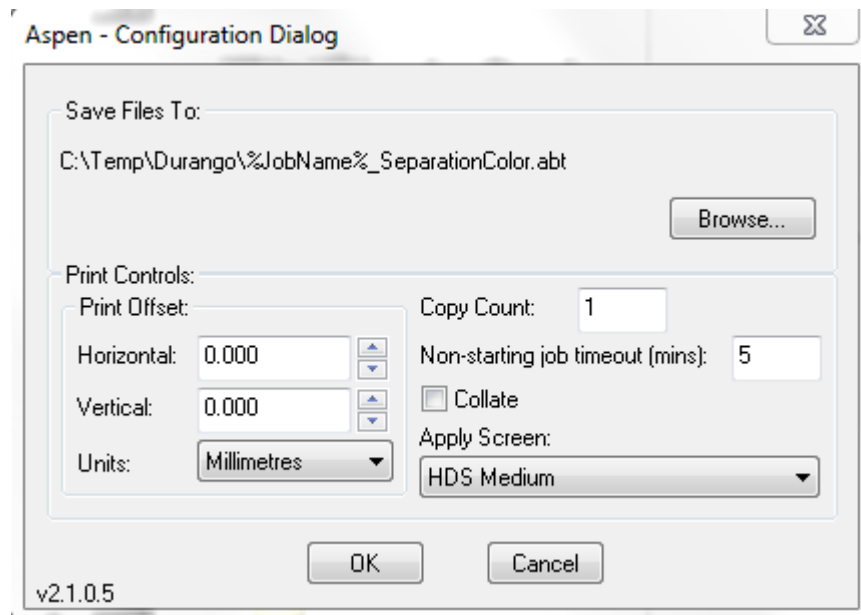 Aspen - Configuration Dialog
Save Files To:
C:\Temp\Durango\%JobName%_SeparationColor.abt
Browse...
Print Controls:
Print Offset:
Horizontal: 0.000
Vertical: 0.000
Units: Millimetres
Copy Count: 1
Non-starting job timeout (mins): 5
Collate
Apply Screen:
HDS Medium
OK Cancel
v2.1.0.5